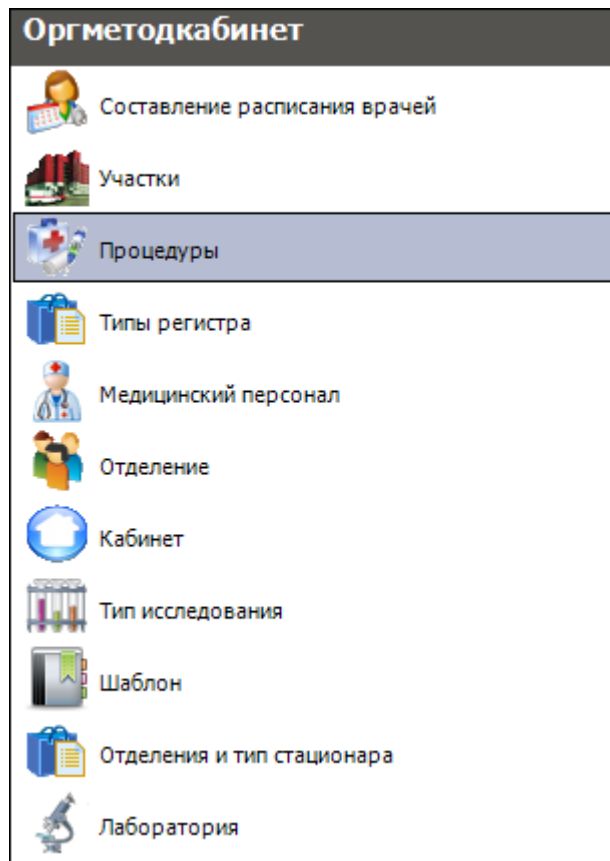 Оргметодкабинет
Составление расписания врачей
Участки
Процедуры
Типы регистра
Медицинский персонал
Отделение
Кабинет
Тип исследования
Шаблон
Отделения и тип стационара
Лаборатория